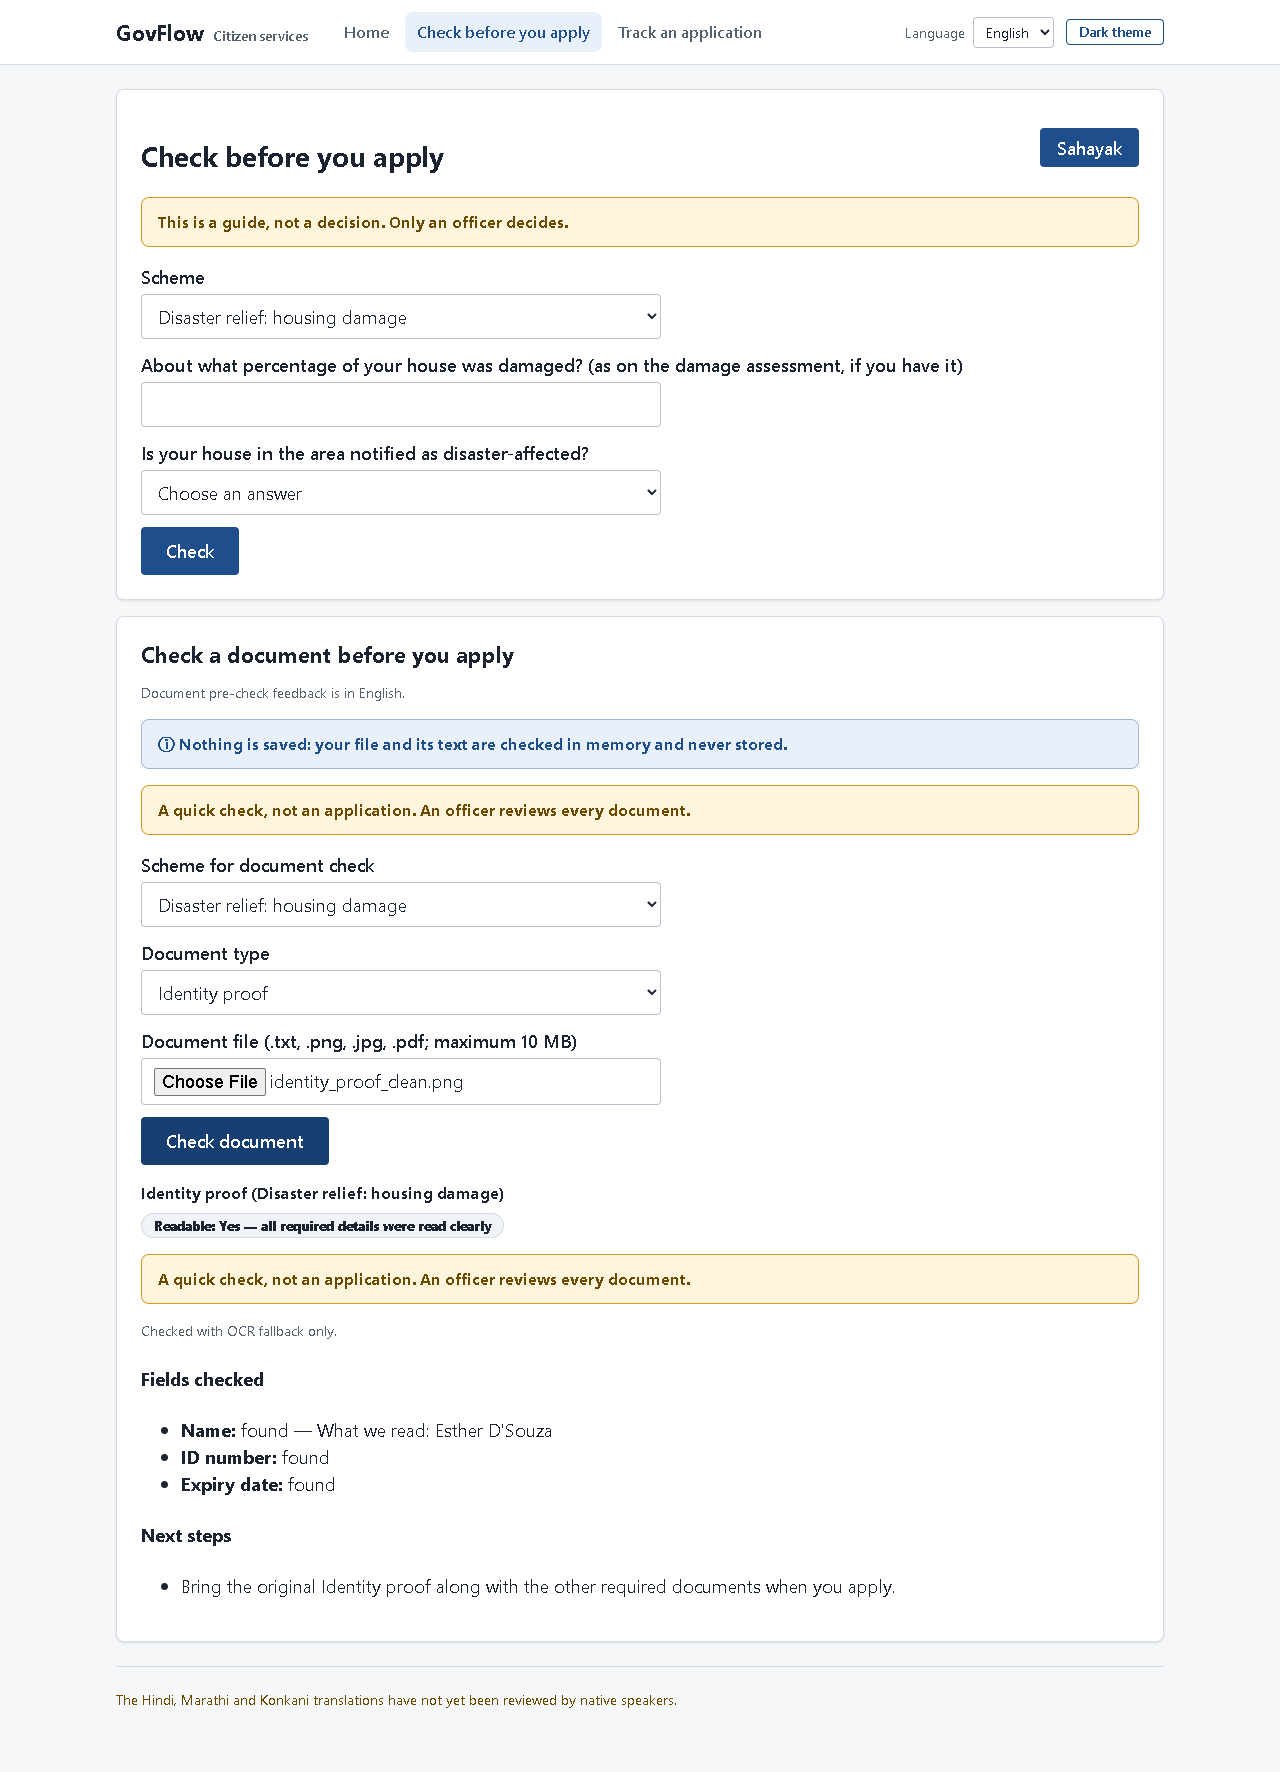 GovFlow Citizen services Home Check before you apply Track an application Language English Dark theme
Check before you apply
Sahayak
This is a guide, not a decision. Only an officer decides.
Scheme
Disaster relief: housing damage
About what percentage of your house was damaged? (as on the damage assessment, if you have it)
Is your house in the area notified as disaster-affected?
Choose an answer
Check
Check a document before you apply
Document pre-check feedback is in English.
ⓘ Nothing is saved: your file and its text are checked in memory and never stored.
A quick check, not an application. An officer reviews every document.
Scheme for document check
Disaster relief: housing damage
Document type
Identity proof
Document file (.txt, .png, .jpg, .pdf; maximum 10 MB)
Choose File identity_proof_clean.png
Check document
Identity proof (Disaster relief: housing damage)
Readable: Yes — all required details were read clearly
A quick check, not an application. An officer reviews every document.
Checked with OCR fallback only.
Fields checked
• Name: found — What we read: Esther D'Souza
• ID number: found
• Expiry date: found
Next steps
• Bring the original Identity proof along with the other required documents when you apply.
The Hindi, Marathi and Konkani translations have not yet been reviewed by native speakers.